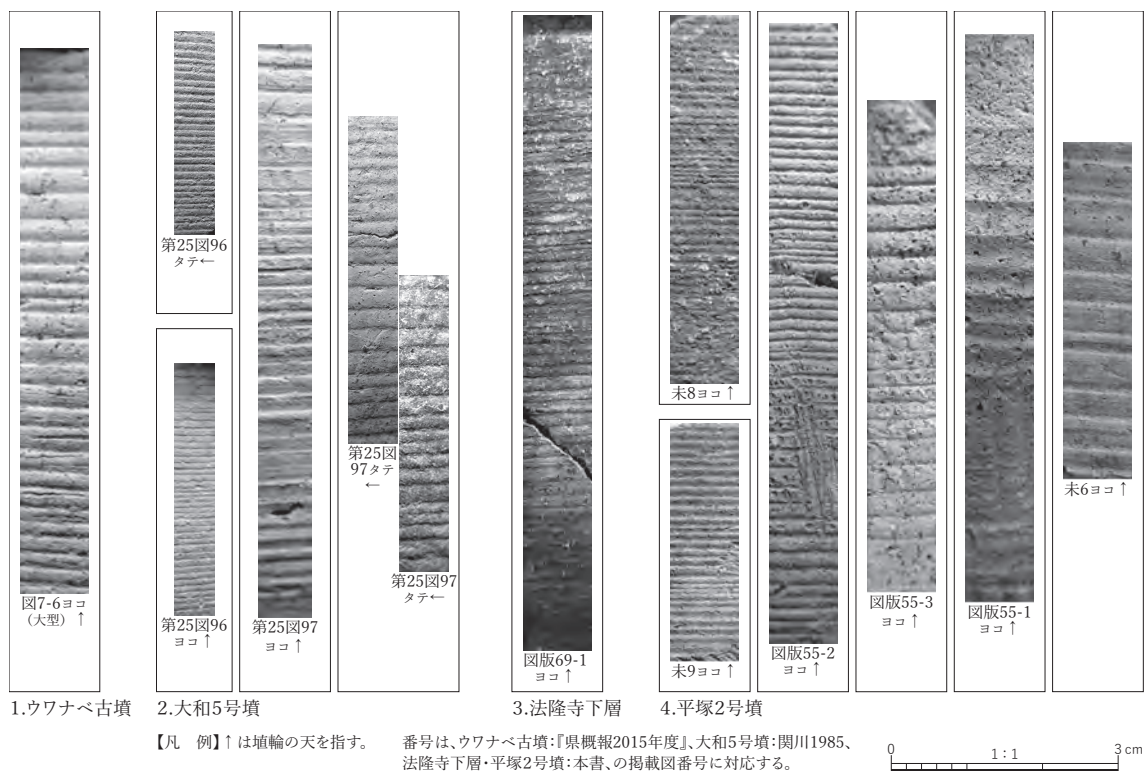 図7-6ヨコ
（大型） ↑
第25図96
タテ←
第25図96
ヨコ↑
第25図97
ヨコ↑
第25図
97タテ
←
第25図97
タテ←
図版69-1
ヨコ↑
未8ヨコ↑
未9ヨコ↑
図版55-2
ヨコ↑
図版55-3
ヨコ↑
図版55-1
ヨコ↑
未6ヨコ↑
1.ウワナベ古墳
2.大和5号墳
3.法隆寺下層
4.平塚2号墳
【凡　例】↑は埴輪の天を指す。
番号は、ウワナベ古墳：『県概報2015年度』、大和5号墳：関川1985、
法隆寺下層・平塚2号墳：本書、の掲載図番号に対応する。
0 1：1 3 cm